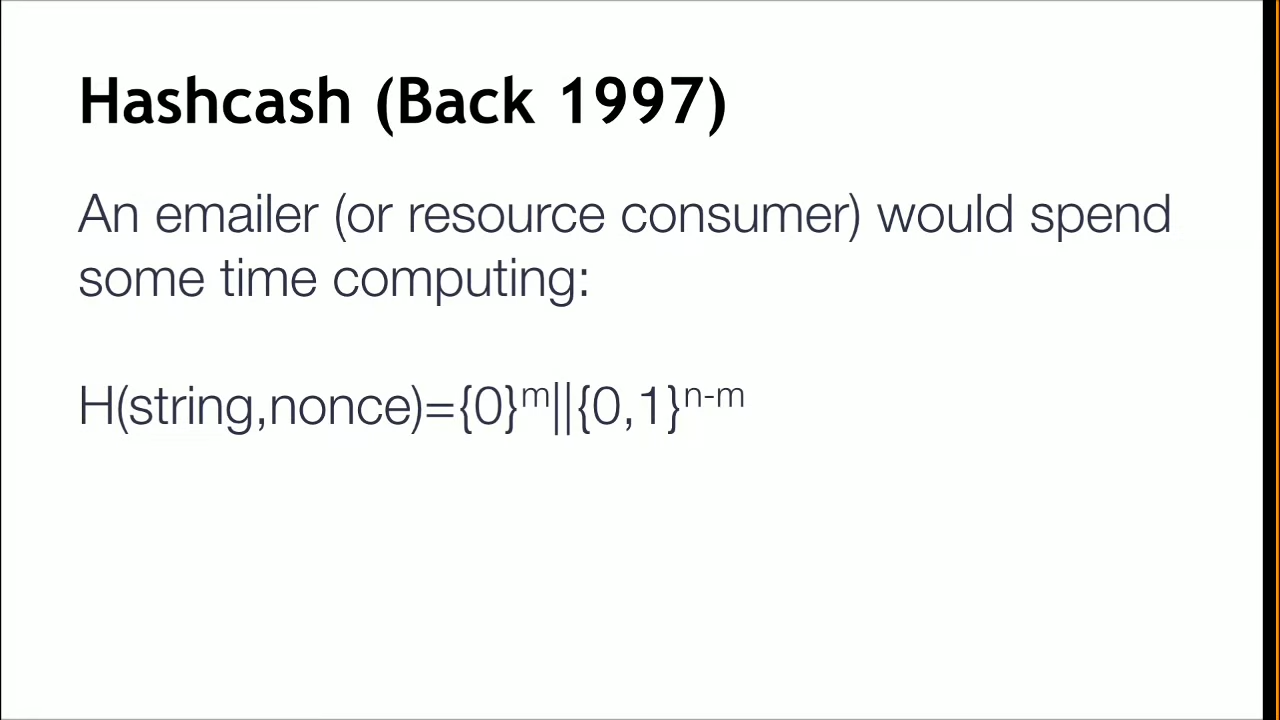 Hashcash (Back 1997)
An emailer (or resource consumer) would spend
some time computing:
H(string,nonce)={0}ᵐ||{0,1}ⁿ⁻ᵐ